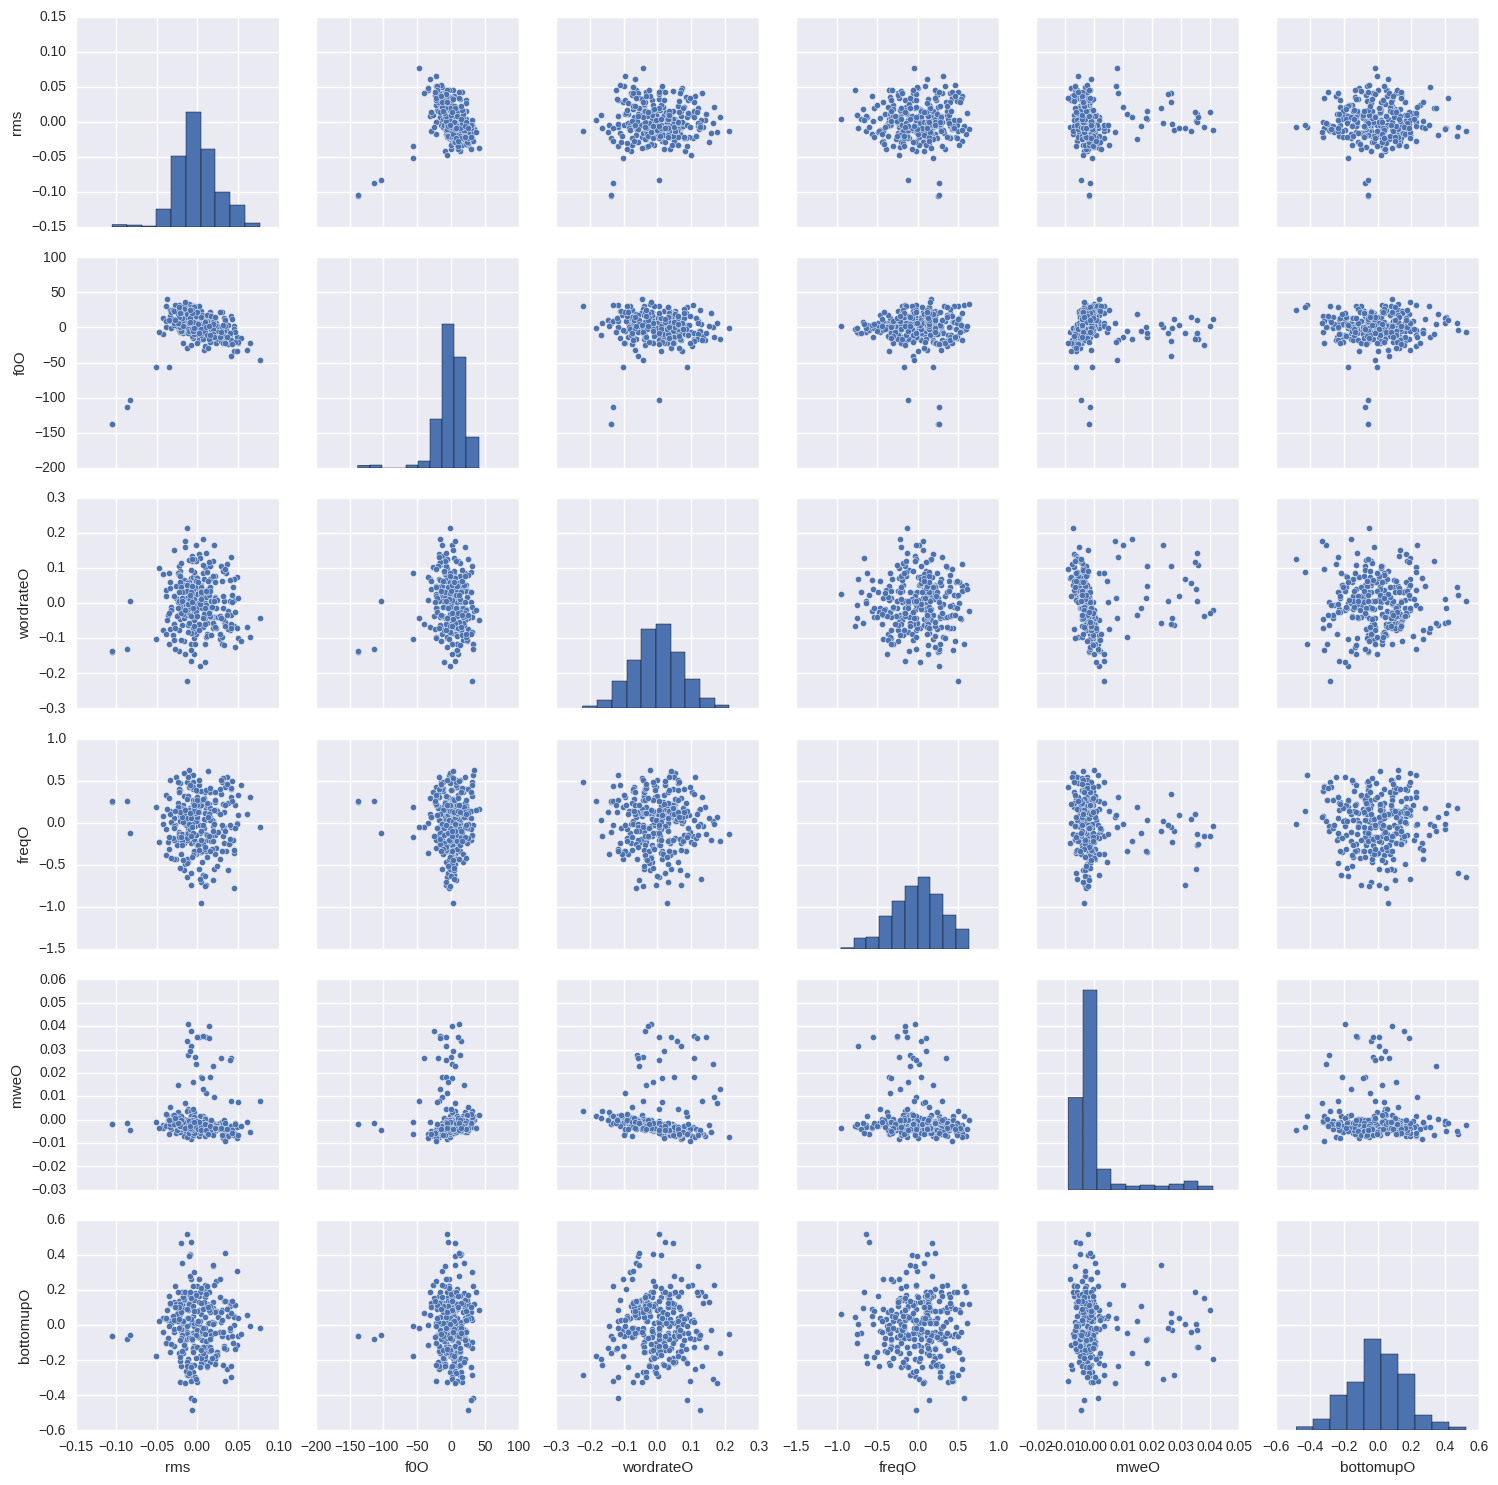 0.15
0.10
0.05
0.00
−0.05
−0.10
−0.15
rms
100
50
0
−50
−100
−150
−200
f0O
0.3
0.2
0.1
0.0
−0.1
−0.2
−0.3
wordrateO
1.0
0.5
0.0
−0.5
−1.0
−1.5
freqO
0.06
0.05
0.04
0.03
0.02
0.01
0.00
−0.01
−0.02
−0.03
mweO
0.6
0.4
0.2
0.0
−0.2
−0.4
−0.6
bottomupO
−0.15 −0.10 −0.05 0.00 0.05 0.10
rms
−200 −150 −100 −50 0 50 100
f0O
−0.3 −0.2 −0.1 0.0 0.1 0.2 0.3
wordrateO
−1.5 −1.0 −0.5 0.0 0.5 1.0
freqO
−0.02 −0.01 0.00 0.01 0.02 0.03 0.04 0.05
mweO
−0.6 −0.4 −0.2 0.0 0.2 0.4 0.6
bottomupO